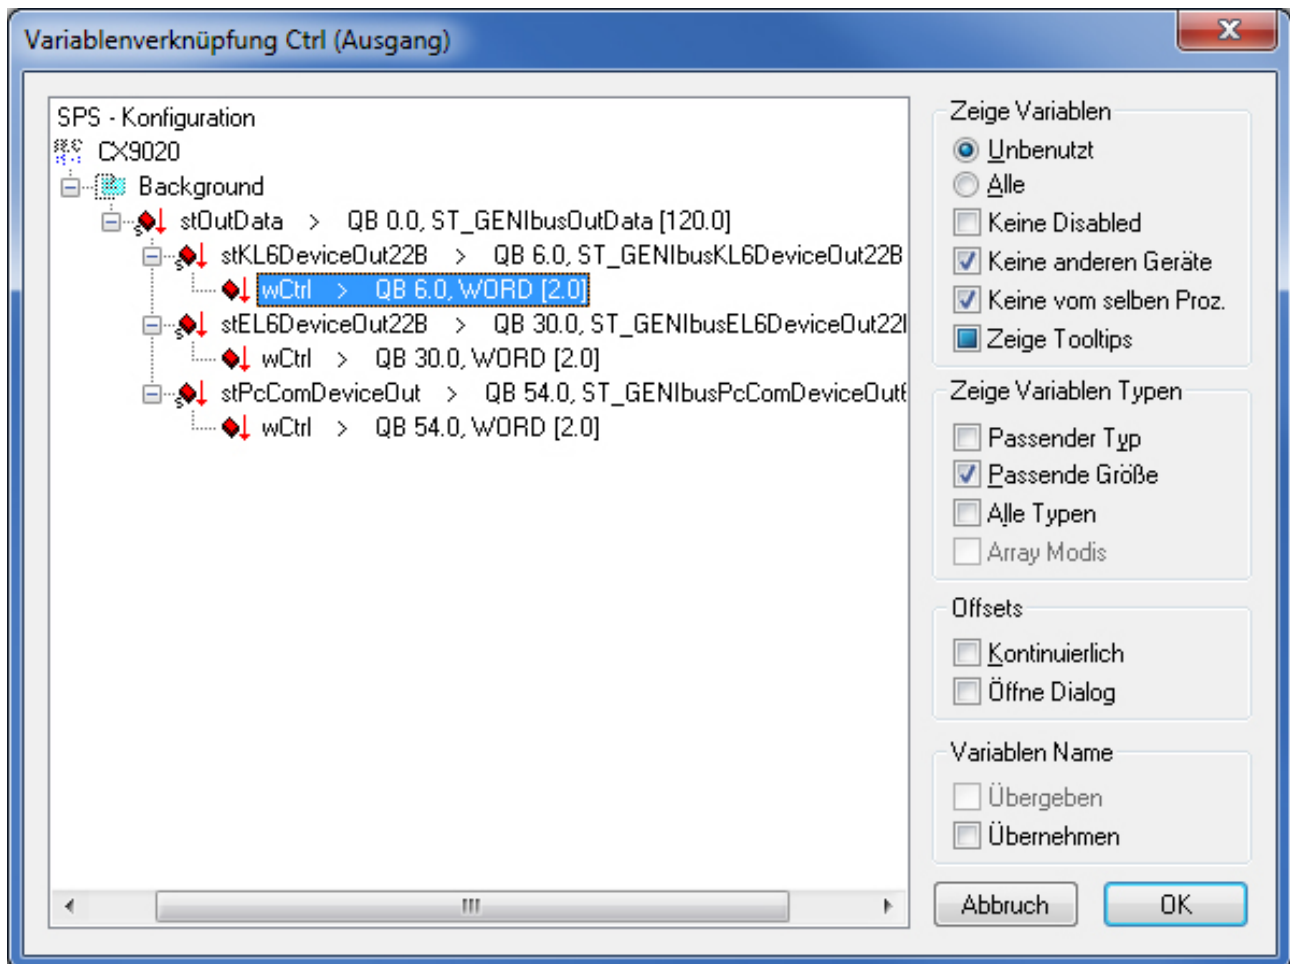 Variablenverknüpfung Ctrl (Ausgang)
SPS - Konfiguration
CX9020
Background
stOutData > QB 0.0, ST_GENIbusOutData [120.0]
stKL6DeviceOut22B > QB 6.0, ST_GENIbusKL6DeviceOut22B
wCtrl > QB 6.0, WORD [2.0]
stEL6DeviceOut22B > QB 30.0, ST_GENIbusEL6DeviceOut22
wCtrl > QB 30.0, WORD [2.0]
stPcComDeviceOut > QB 54.0, ST_GENIbusPcComDeviceOut
wCtrl > QB 54.0, WORD [2.0]
Zeige Variablen
Unbenutzt
Alle
Keine Disabled
Keine anderen Geräte
Keine vom selben Proz.
Zeige Tooltips
Zeige Variablen Typen
Passender Typ
Passende Größe
Alle Typen
Array Modis
Offsets
Kontinuierlich
Öffne Dialog
Variablen Name
Übergeben
Übernehmen
Abbruch
OK